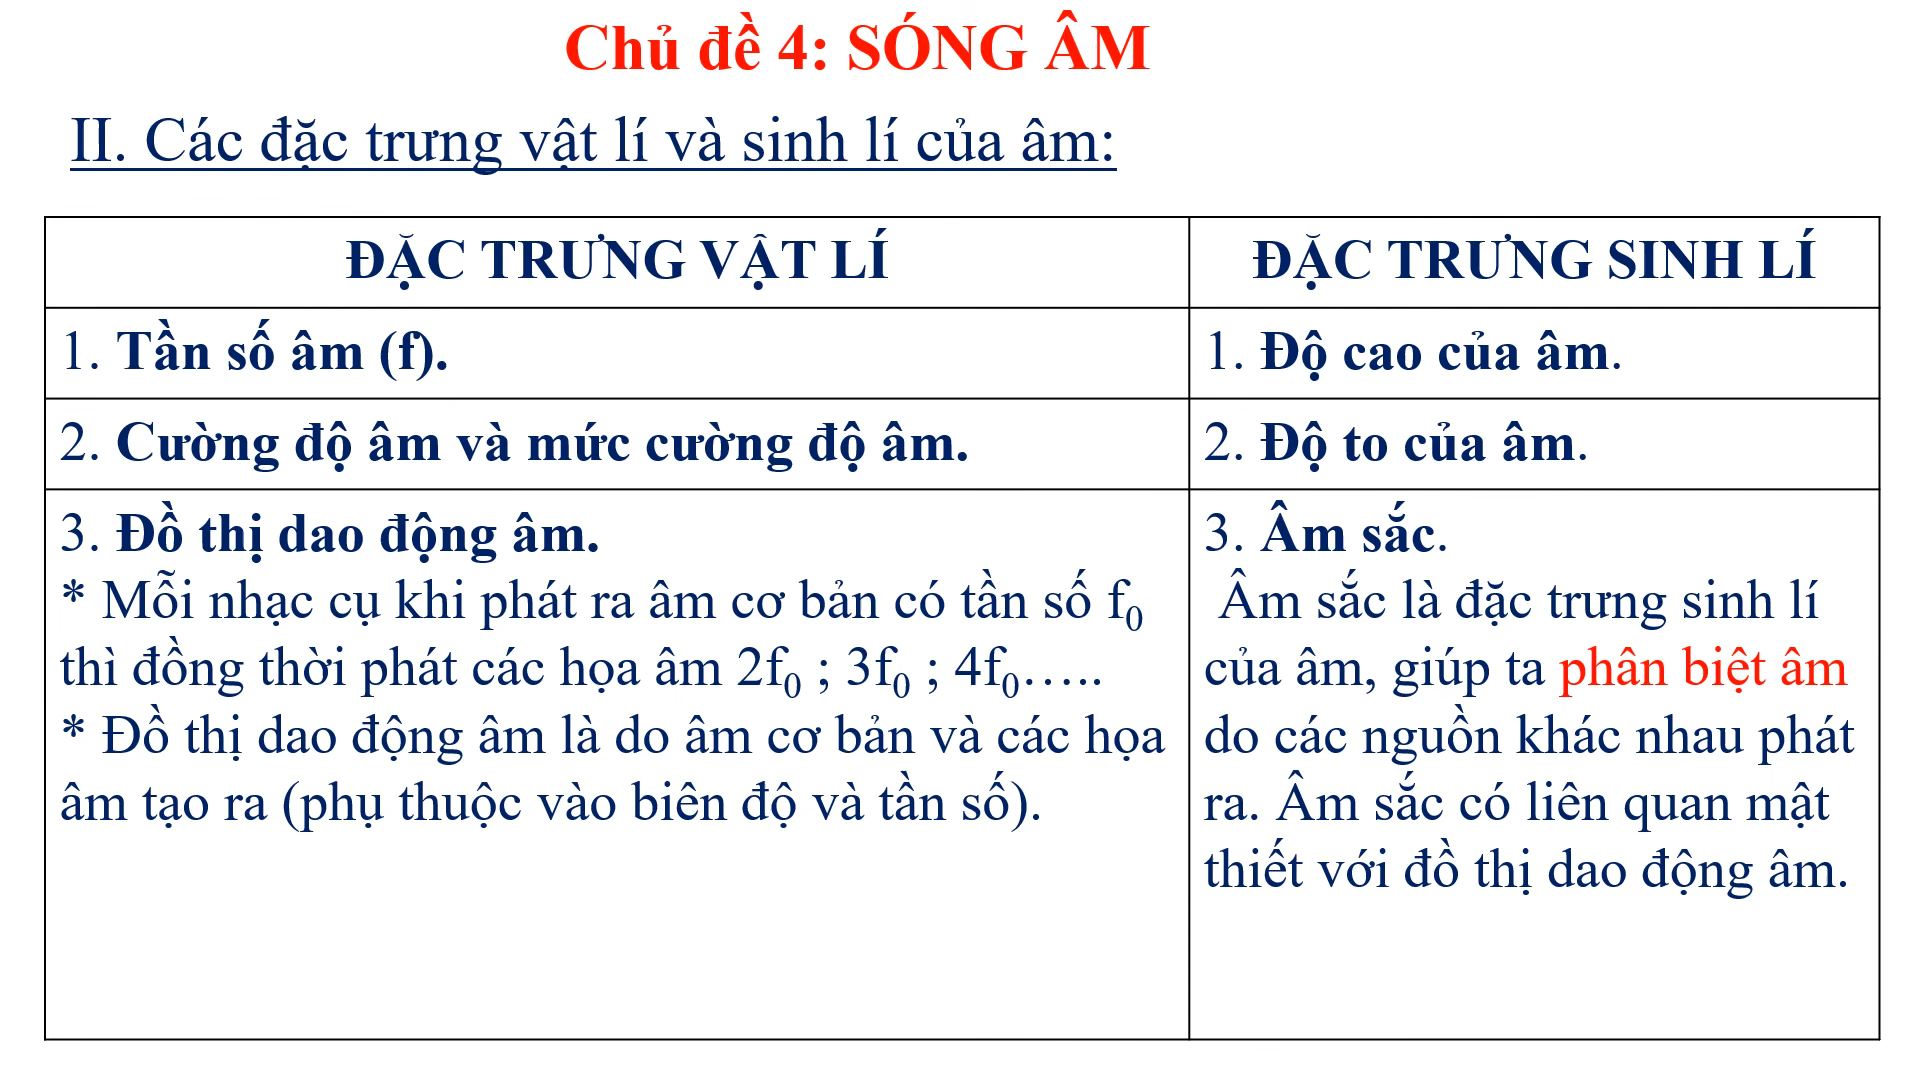 Chủ đề 4: SÓNG ÂM
II. Các đặc trưng vật lí và sinh lí của âm:
ĐẶC TRƯNG VẬT LÍ
ĐẶC TRƯNG SINH LÍ
1. Tần số âm (f).
1. Độ cao của âm.
2. Cường độ âm và mức cường độ âm.
2. Độ to của âm.
3. Đồ thị dao động âm.
* Mỗi nhạc cụ khi phát ra âm cơ bản có tần số f₀
thì đồng thời phát các họa âm 2f₀ ; 3f₀ ; 4f₀…..
* Đồ thị dao động âm là do âm cơ bản và các họa
âm tạo ra (phụ thuộc vào biên độ và tần số).
3. Âm sắc.
Âm sắc là đặc trưng sinh lí
của âm, giúp ta phân biệt âm
do các nguồn khác nhau phát
ra. Âm sắc có liên quan mật
thiết với đồ thị dao động âm.